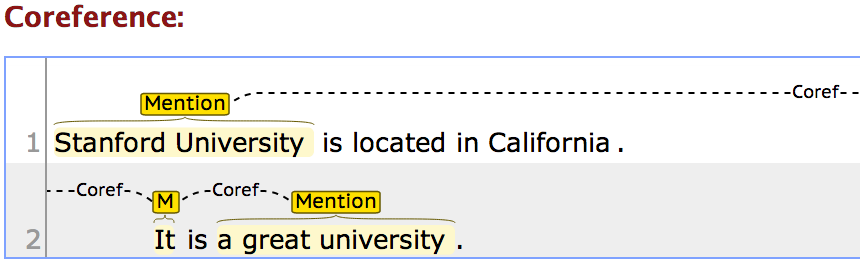 Coreference:
Mention -Coref-
1 Stanford University is located in California .
-Coref- M -Coref- Mention
2 It is a great university .